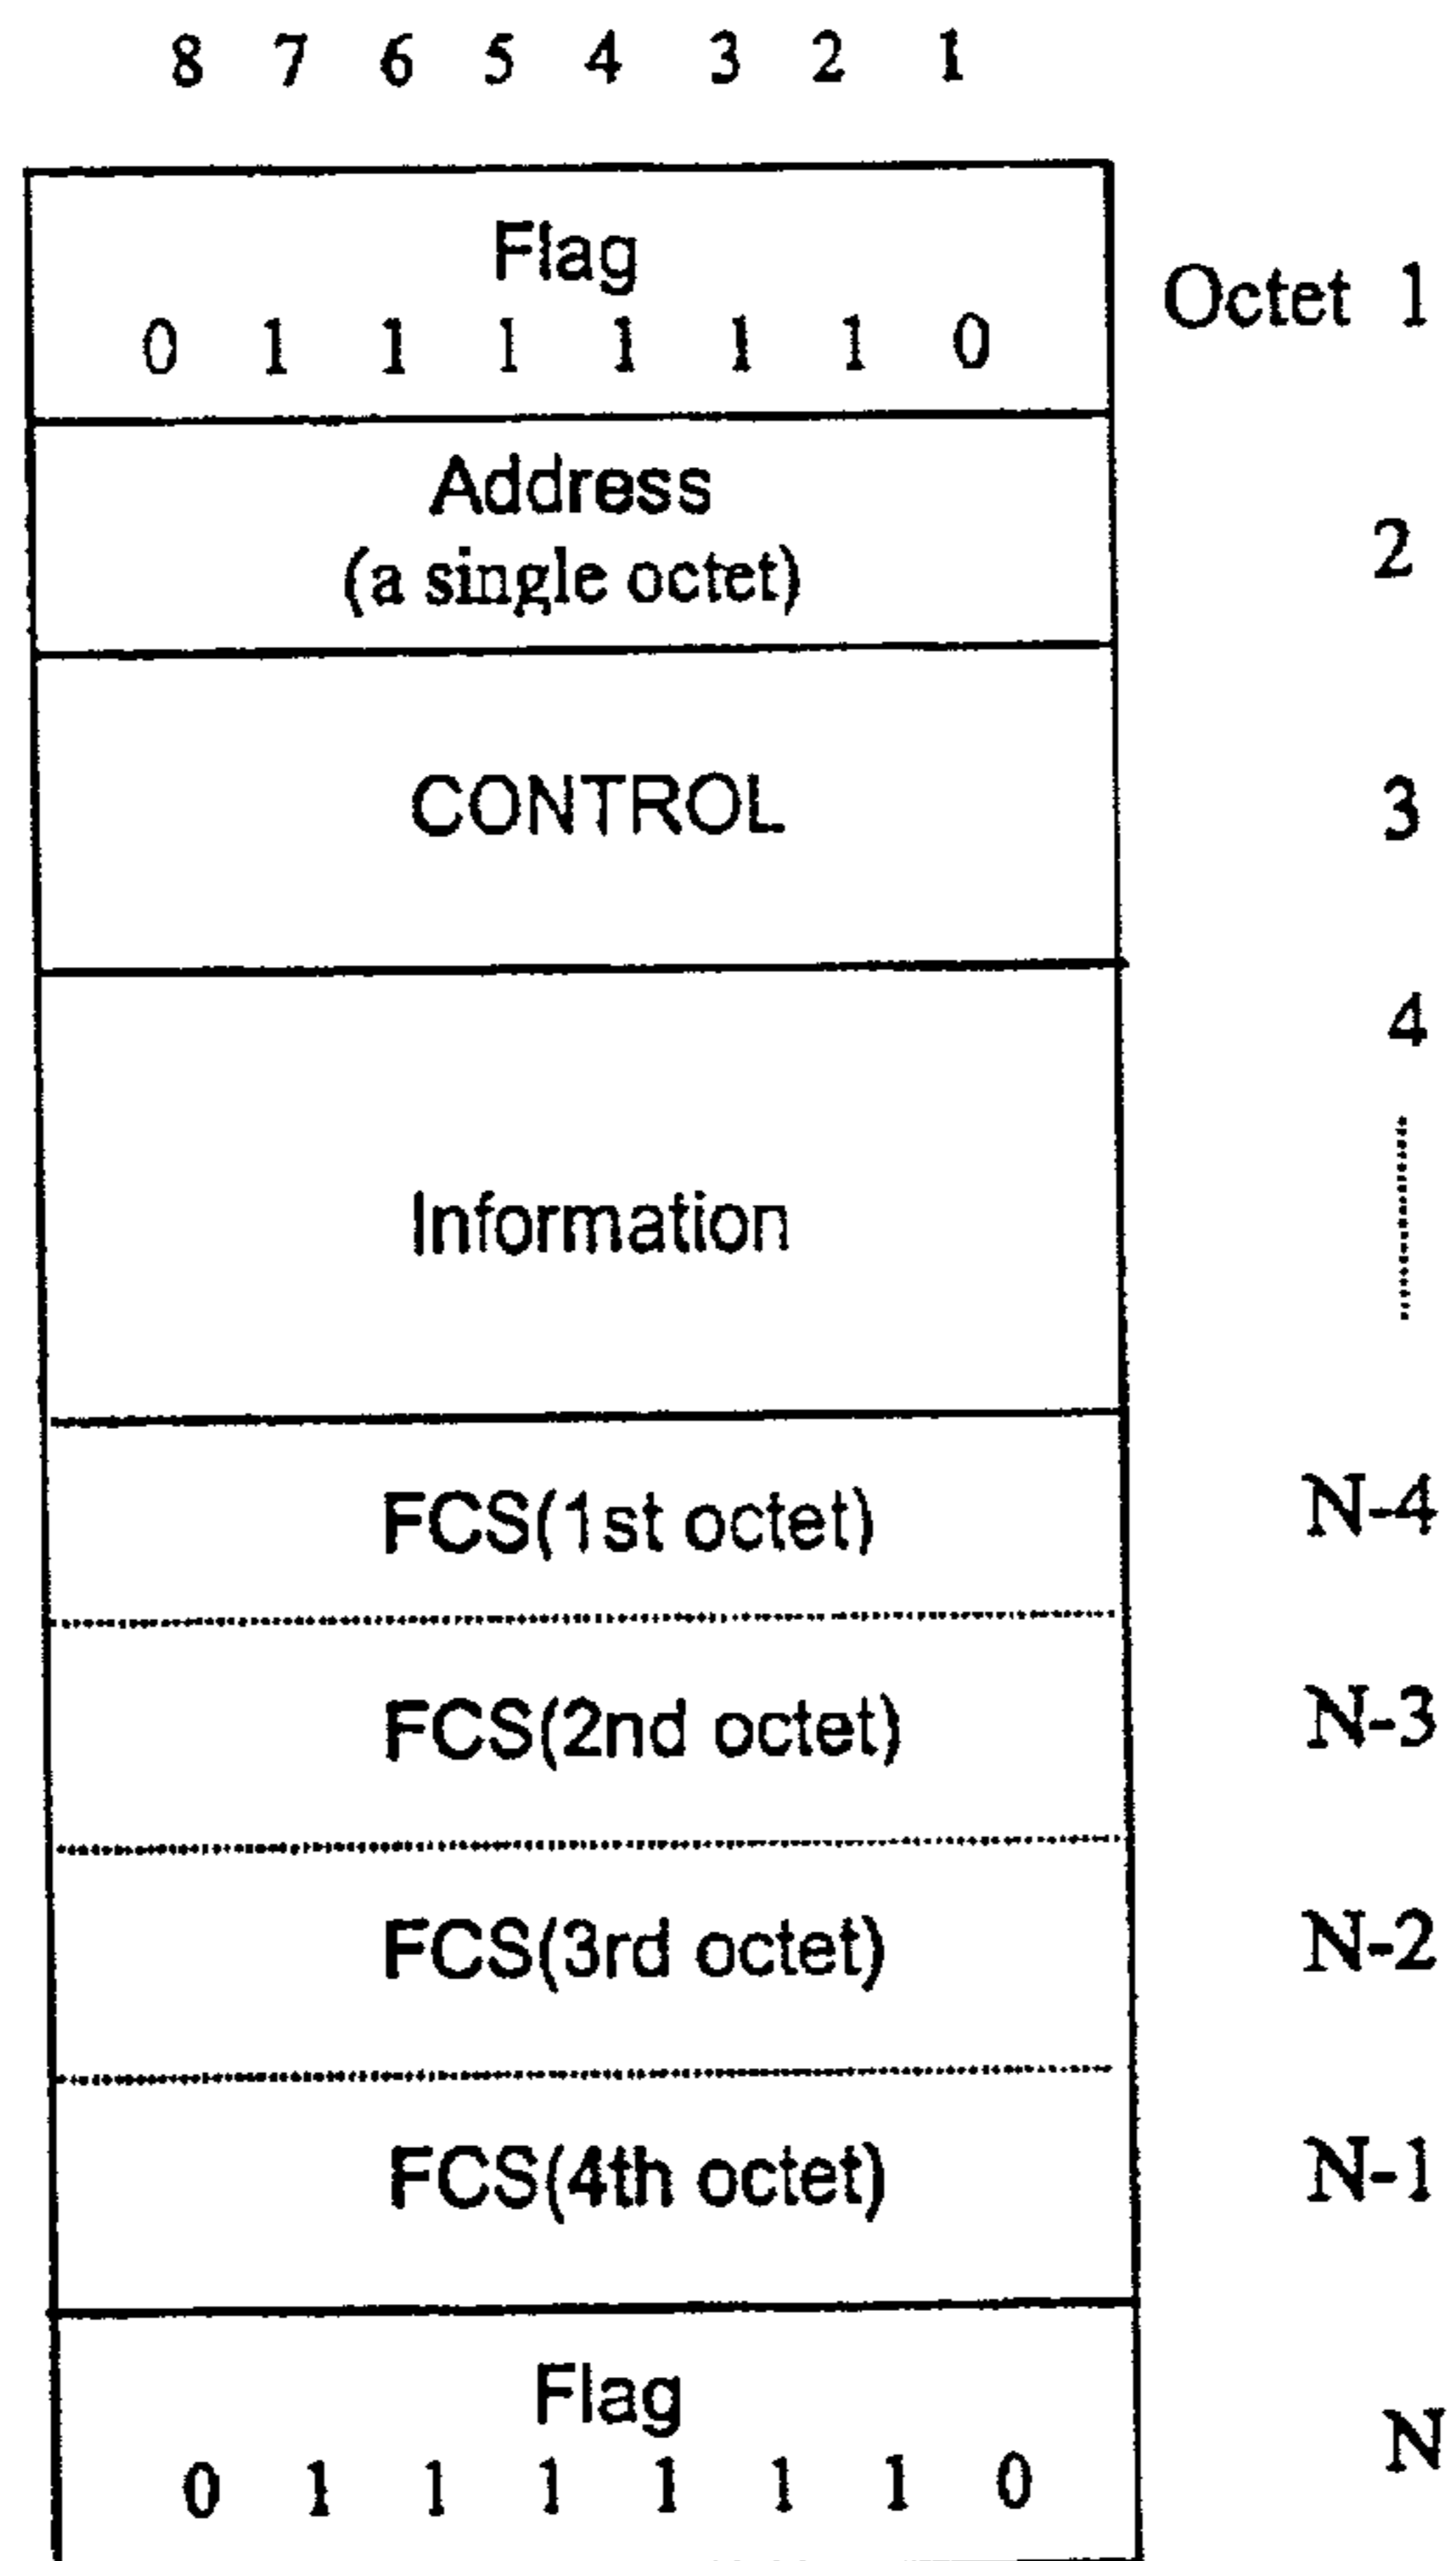 8 7 6 5 4 3 2 1
Flag
0 1 1 1 1 1 1 0
Octet 1
Address
(a single octet)
2
CONTROL
3
4
Information
FCS(1st octet)
N-4
FCS(2nd octet)
N-3
FCS(3rd octet)
N-2
FCS(4th octet)
N-1
Flag
0 1 1 1 1 1 1 0
N